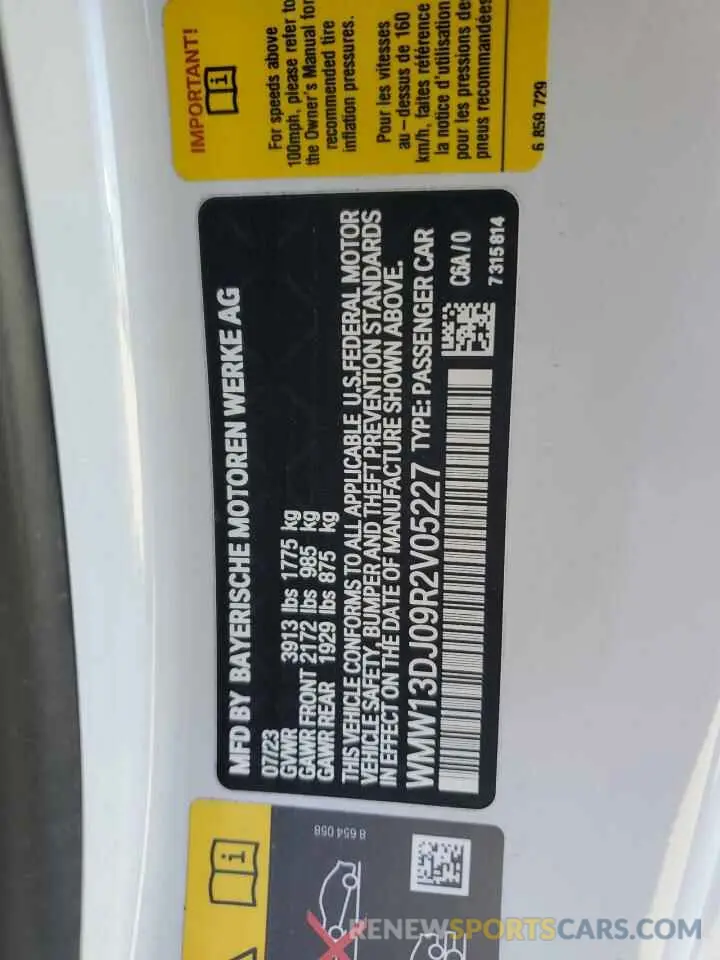 IMPORTANT!
For speeds above
100mph, please refer to
the Owner's Manual for
recommended tire
inflation pressures.
Pour les vitesses
au-dessus de 160
km/h, faites référence
la notice d'utilisation
pour les pressions de
pneus recommandées
6 859 729
MFD BY BAYERISCHE MOTOREN WERKE AG
07/23
GVWR 3913 lbs 1775 kg
GAWR FRONT 2172 lbs 985 kg
GAWR REAR 1929 lbs 875 kg
THIS VEHICLE CONFORMS TO ALL APPLICABLE U.S.FEDERAL MOTOR
VEHICLE SAFETY, BUMPER AND THEFT PREVENTION STANDARDS
IN EFFECT ON THE DATE OF MANUFACTURE SHOWN ABOVE.
WMW13DJ09R2V05227 TYPE: PASSENGER CAR
C6A/0
7 315 814
8 654 058
RENEWSPORTSCARS.COM